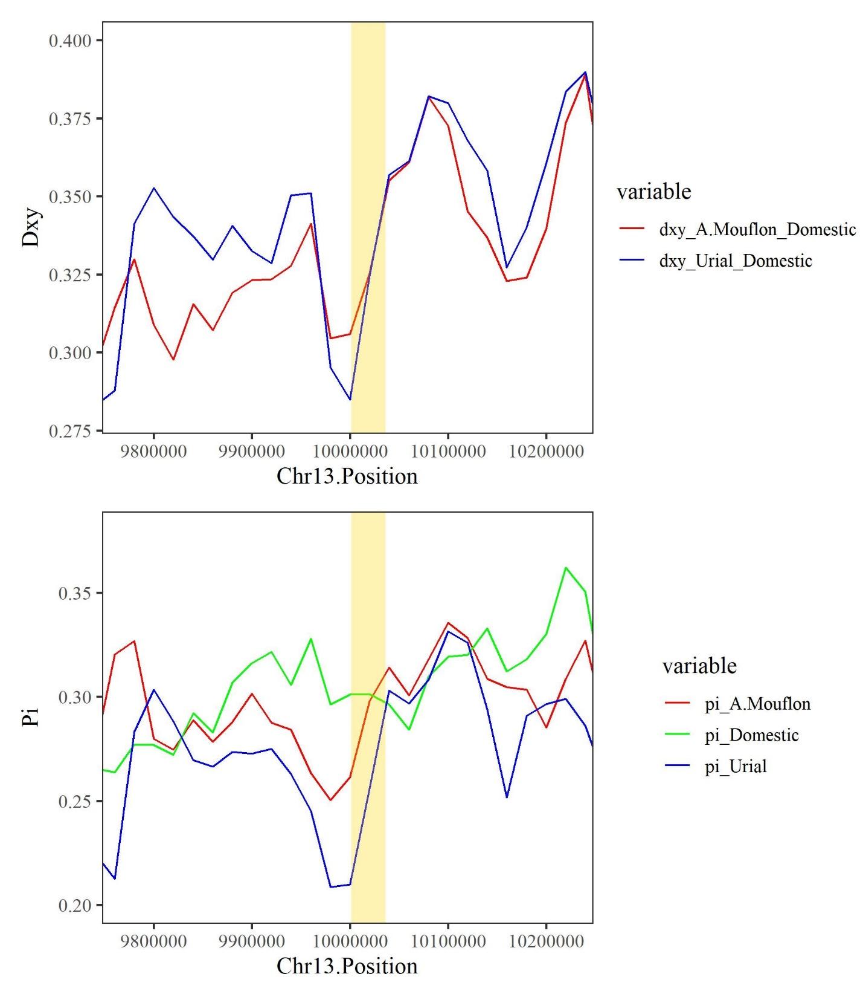 0.400
0.375
0.350
0.325
0.300
0.275
Dxy
9800000 9900000 10000000 10100000 10200000
Chr13.Position
variable
dxy_A.Mouflon_Domestic
dxy_Urial_Domestic
0.35
0.30
0.25
0.20
Pi
9800000 9900000 10000000 10100000 10200000
Chr13.Position
variable
pi_A.Mouflon
pi_Domestic
pi_Urial